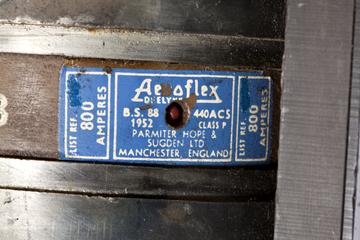 LIST REF.
800
AMPERES
Aeroflex
B.S. 88
1952
440AC5
CLASS P
PARMITER HOPE &
SUGDEN LTD
MANCHESTER, ENGLAND
LIST REF.
800
AMPERES